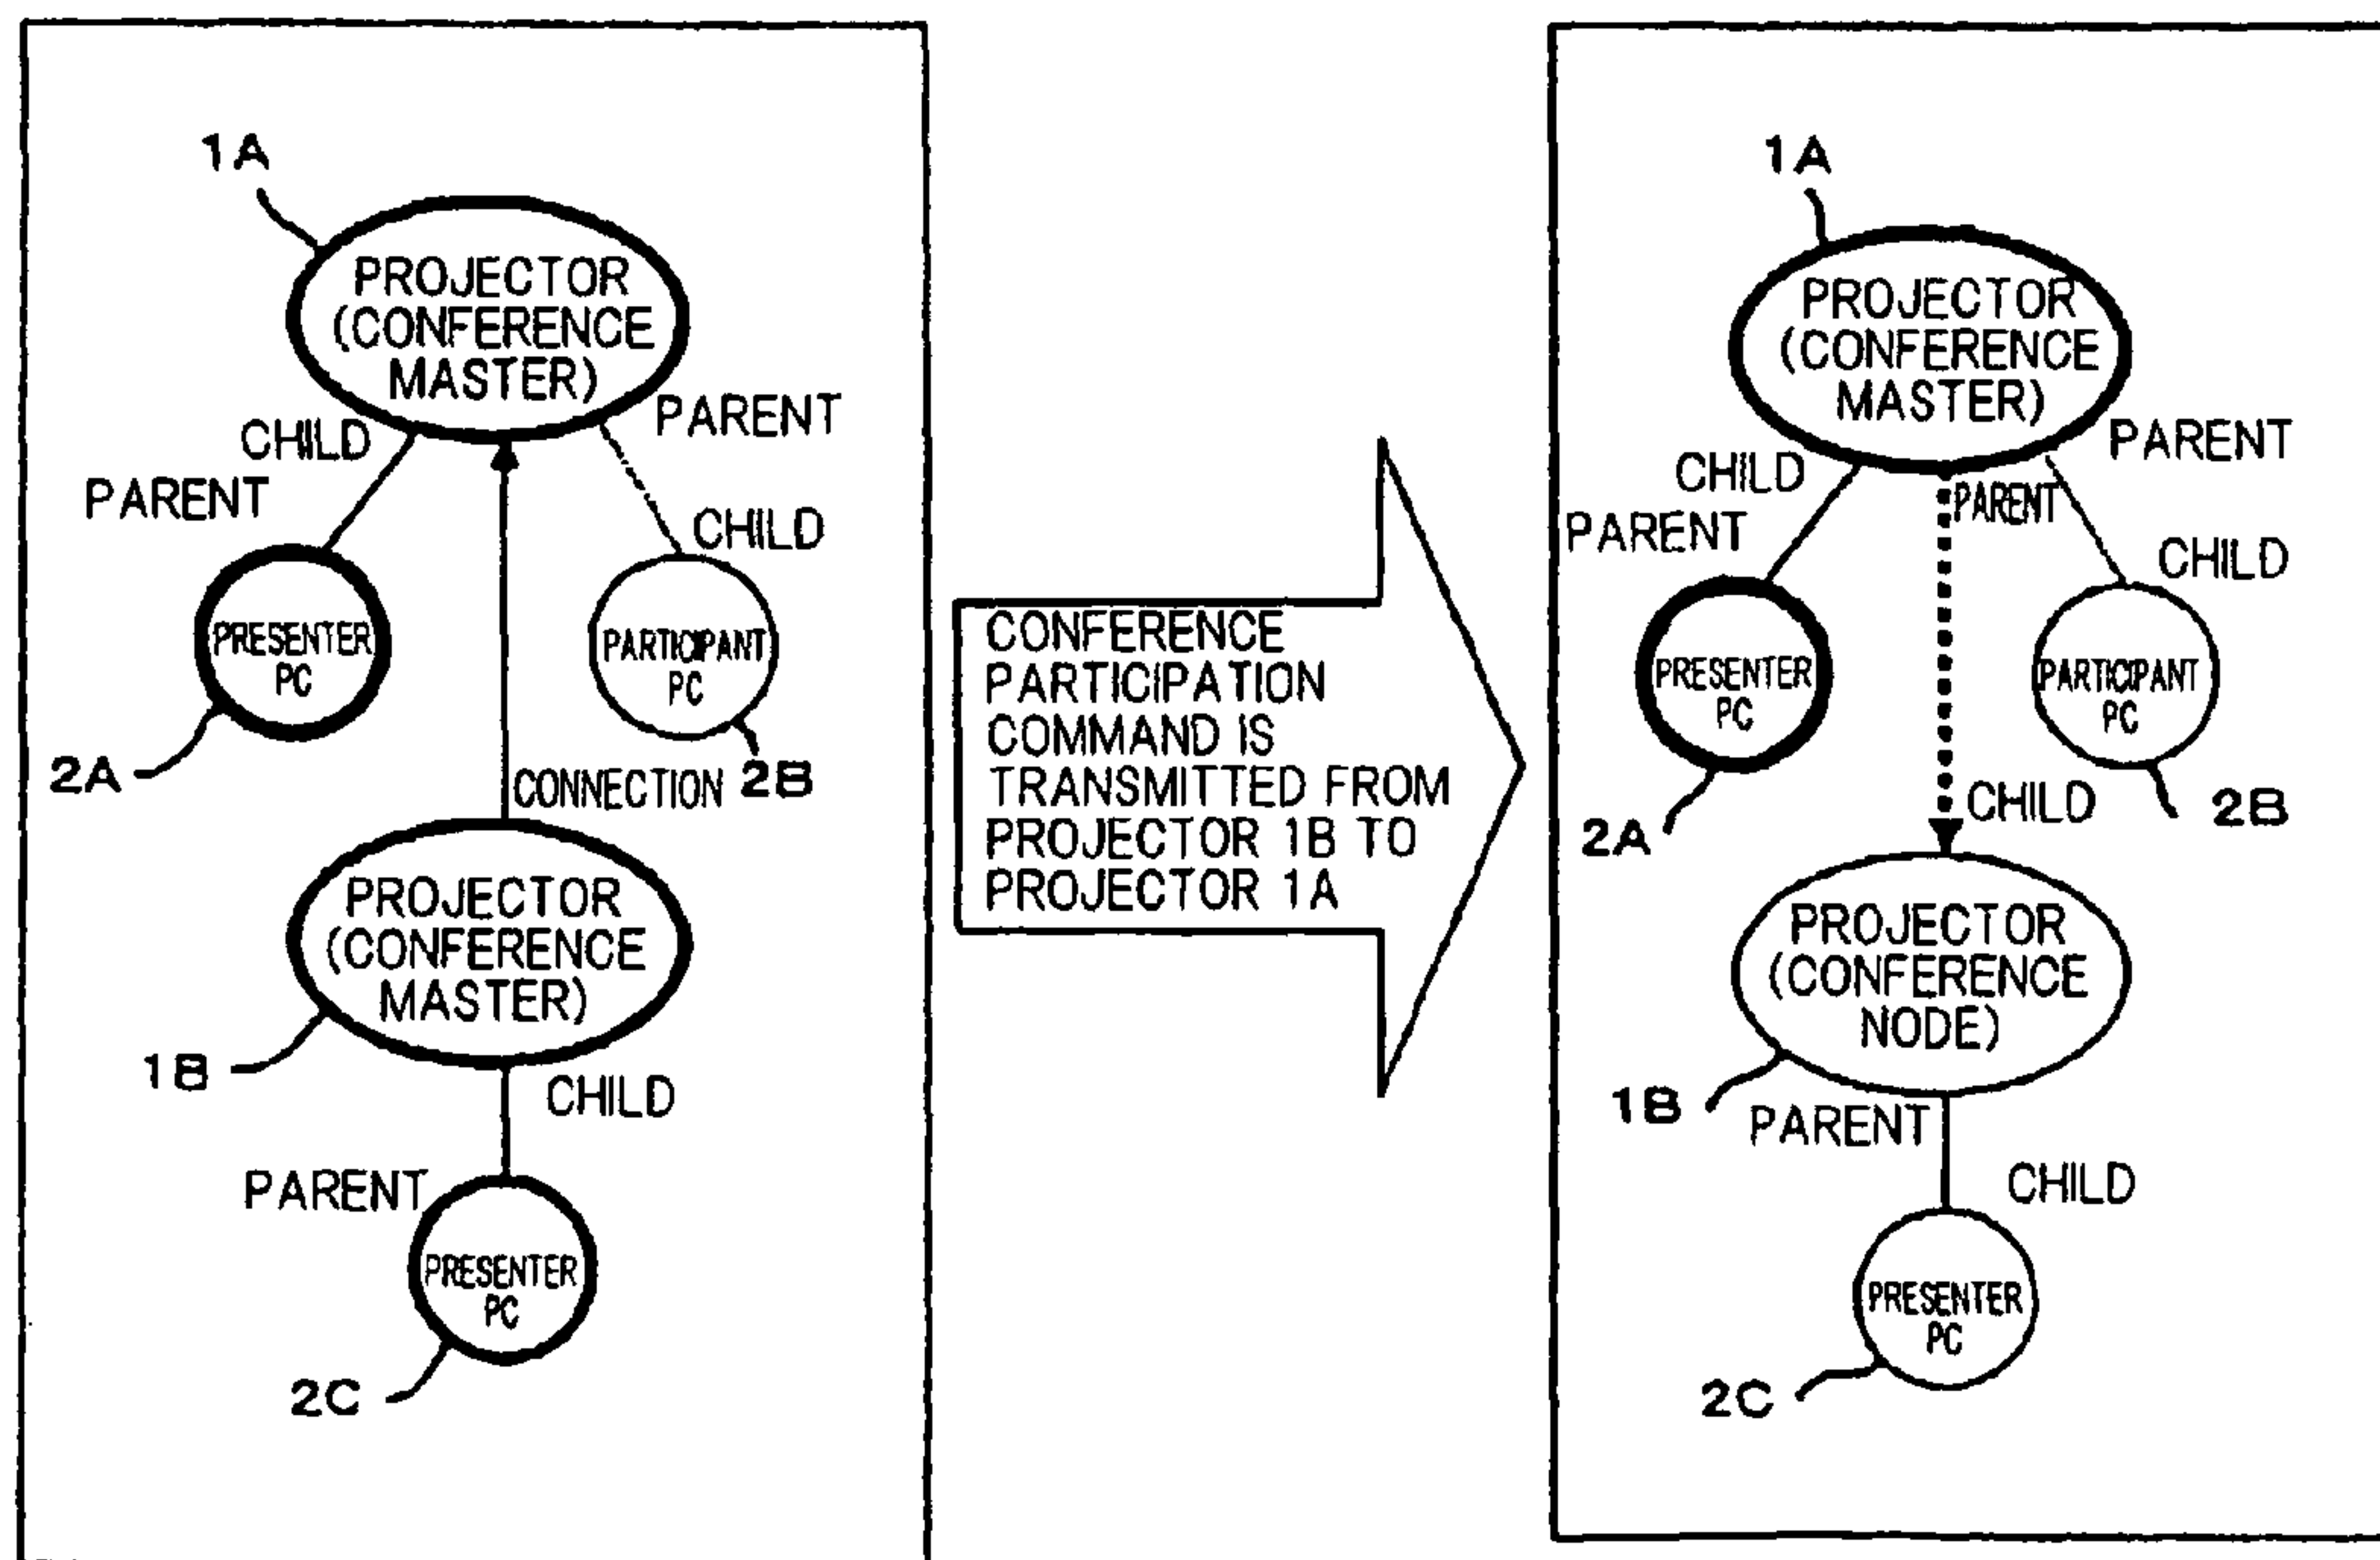 1A
PROJECTOR
(CONFERENCE
MASTER)
CHILD
PARENT
PARENT
CHILD
PRESENTER
PC
PARTICIPANT
PC
2A
CONNECTION
2B
PROJECTOR
(CONFERENCE
MASTER)
1B
CHILD
PARENT
PRESENTER
PC
2C
CONFERENCE
PARTICIPATION
COMMAND IS
TRANSMITTED FROM
PROJECTOR 1B TO
PROJECTOR 1A
1A
PROJECTOR
(CONFERENCE
MASTER)
CHILD
PARENT
PARENT
PARENT
CHILD
PRESENTER
PC
PARTICIPANT
PC
2A
CHILD
2B
PROJECTOR
(CONFERENCE
NODE)
1B
PARENT
CHILD
PRESENTER
PC
2C